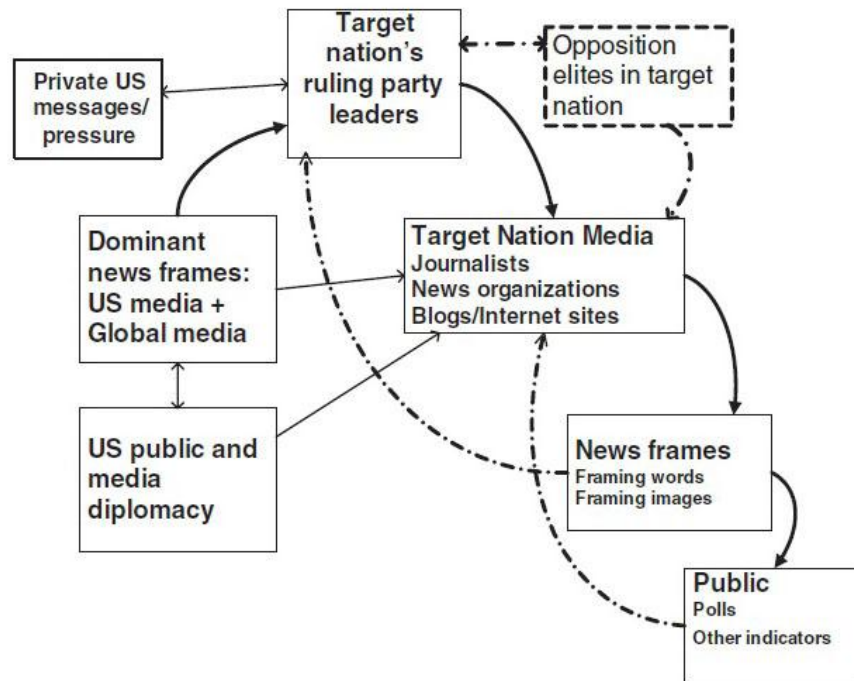 Target
nation's
ruling party
leaders
Opposition
elites in target
nation
Private US
messages/
pressure
Dominant
news frames:
US media +
Global media
Target Nation Media
Journalists
News organizations
Blogs/Internet sites
US public and
media
diplomacy
News frames
Framing words
Framing images
Public
Polls
Other indicators